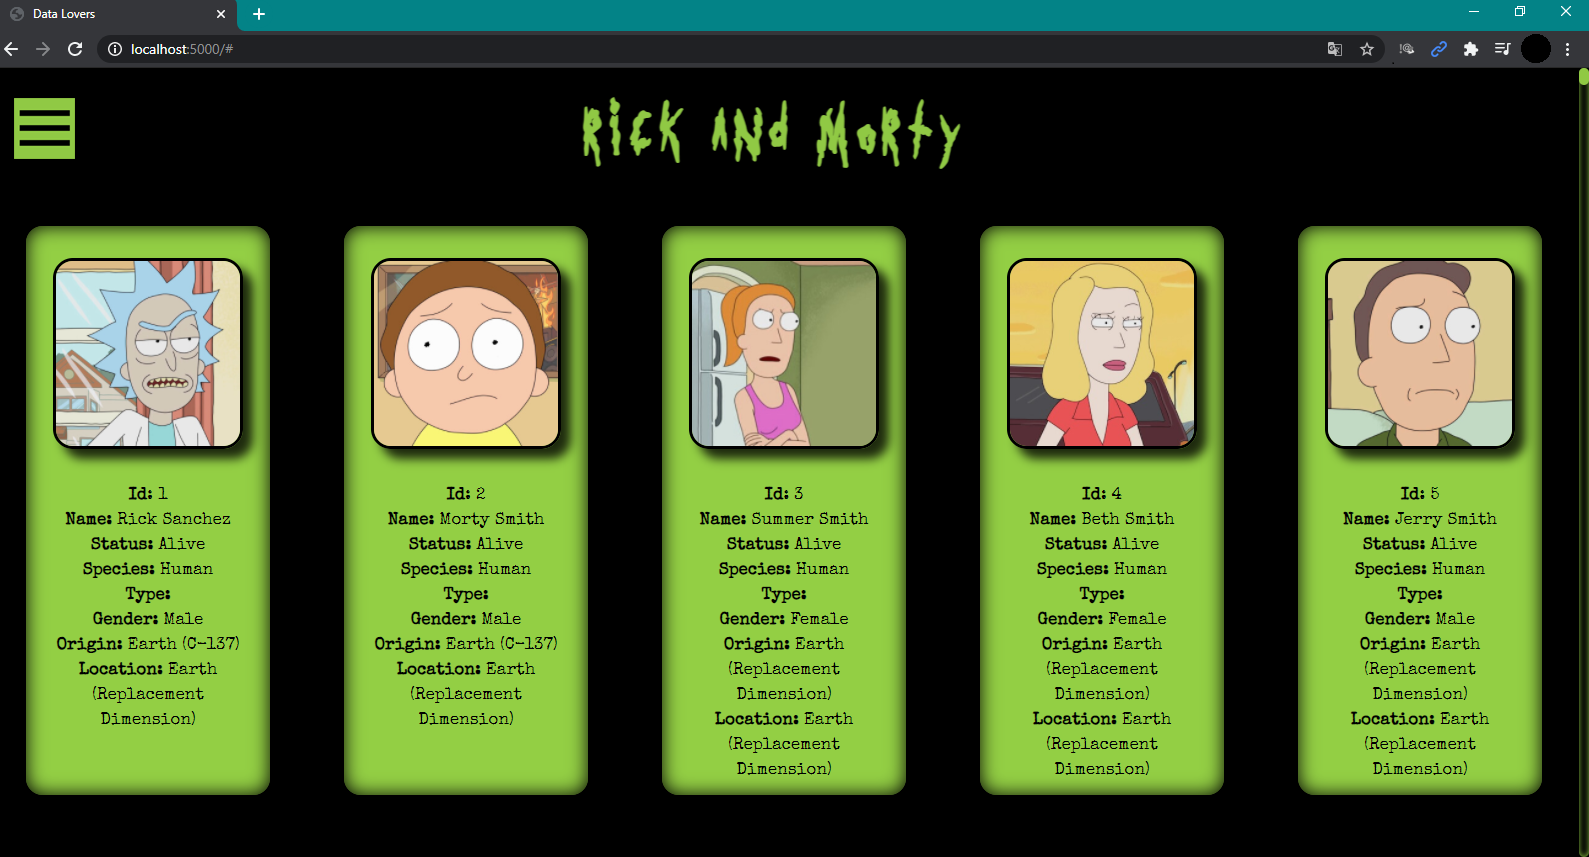 Data Lovers
localhost:5000/#
Rick and Morty
Id: 1
Name: Rick Sanchez
Status: Alive
Species: Human
Type:
Gender: Male
Origin: Earth (C-137)
Location: Earth
(Replacement
Dimension)
Id: 2
Name: Morty Smith
Status: Alive
Species: Human
Type:
Gender: Male
Origin: Earth (C-137)
Location: Earth
(Replacement
Dimension)
Id: 3
Name: Summer Smith
Status: Alive
Species: Human
Type:
Gender: Female
Origin: Earth
(Replacement
Dimension)
Location: Earth
(Replacement
Dimension)
Id: 4
Name: Beth Smith
Status: Alive
Species: Human
Type:
Gender: Female
Origin: Earth
(Replacement
Dimension)
Location: Earth
(Replacement
Dimension)
Id: 5
Name: Jerry Smith
Status: Alive
Species: Human
Type:
Gender: Male
Origin: Earth
(Replacement
Dimension)
Location: Earth
(Replacement
Dimension)